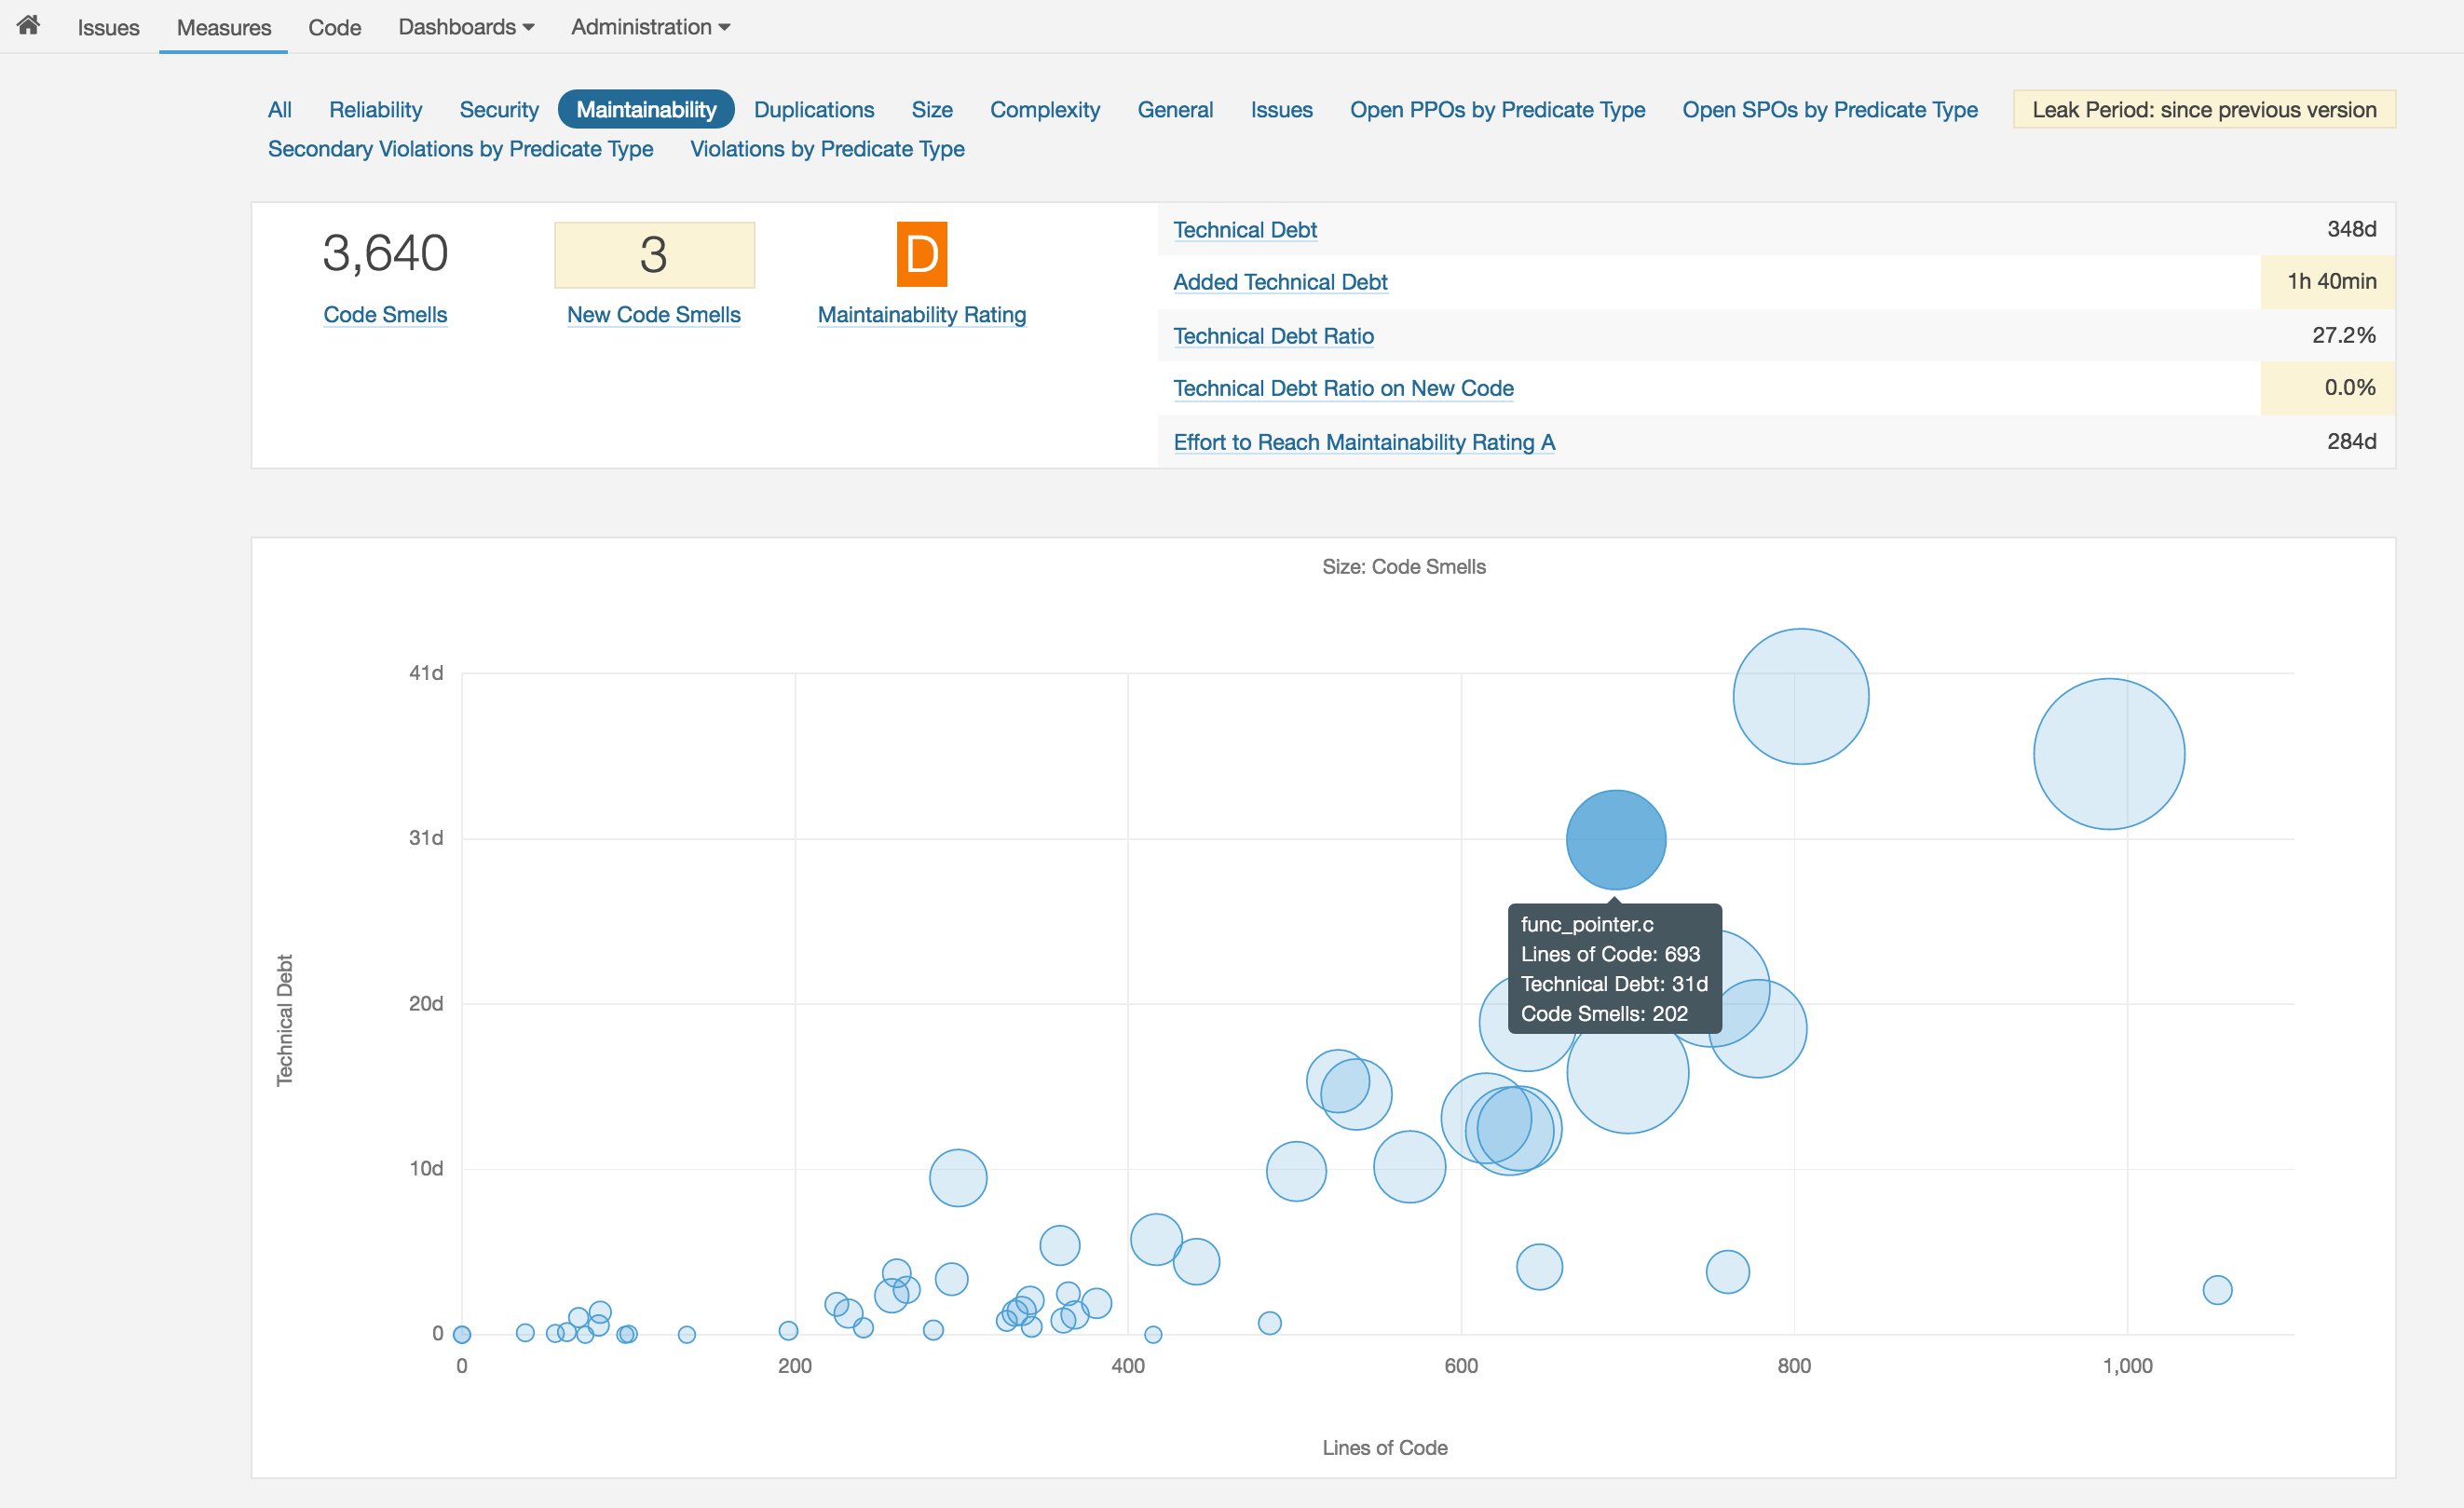 Issues Measures Code Dashboards Administration
All Reliability Security Maintainability Duplications Size Complexity General Issues Open PPOs by Predicate Type Open SPOs by Predicate Type Leak Period: since previous version
Secondary Violations by Predicate Type Violations by Predicate Type
3,640
Code Smells
3
New Code Smells
D
Maintainability Rating
Technical Debt 348d
Added Technical Debt 1h 40min
Technical Debt Ratio 27.2%
Technical Debt Ratio on New Code 0.0%
Effort to Reach Maintainability Rating A 284d
Size: Code Smells
41d
31d
20d
10d
0
Technical Debt
func_pointer.c
Lines of Code: 693
Technical Debt: 31d
Code Smells: 202
0 200 400 600 800 1,000
Lines of Code